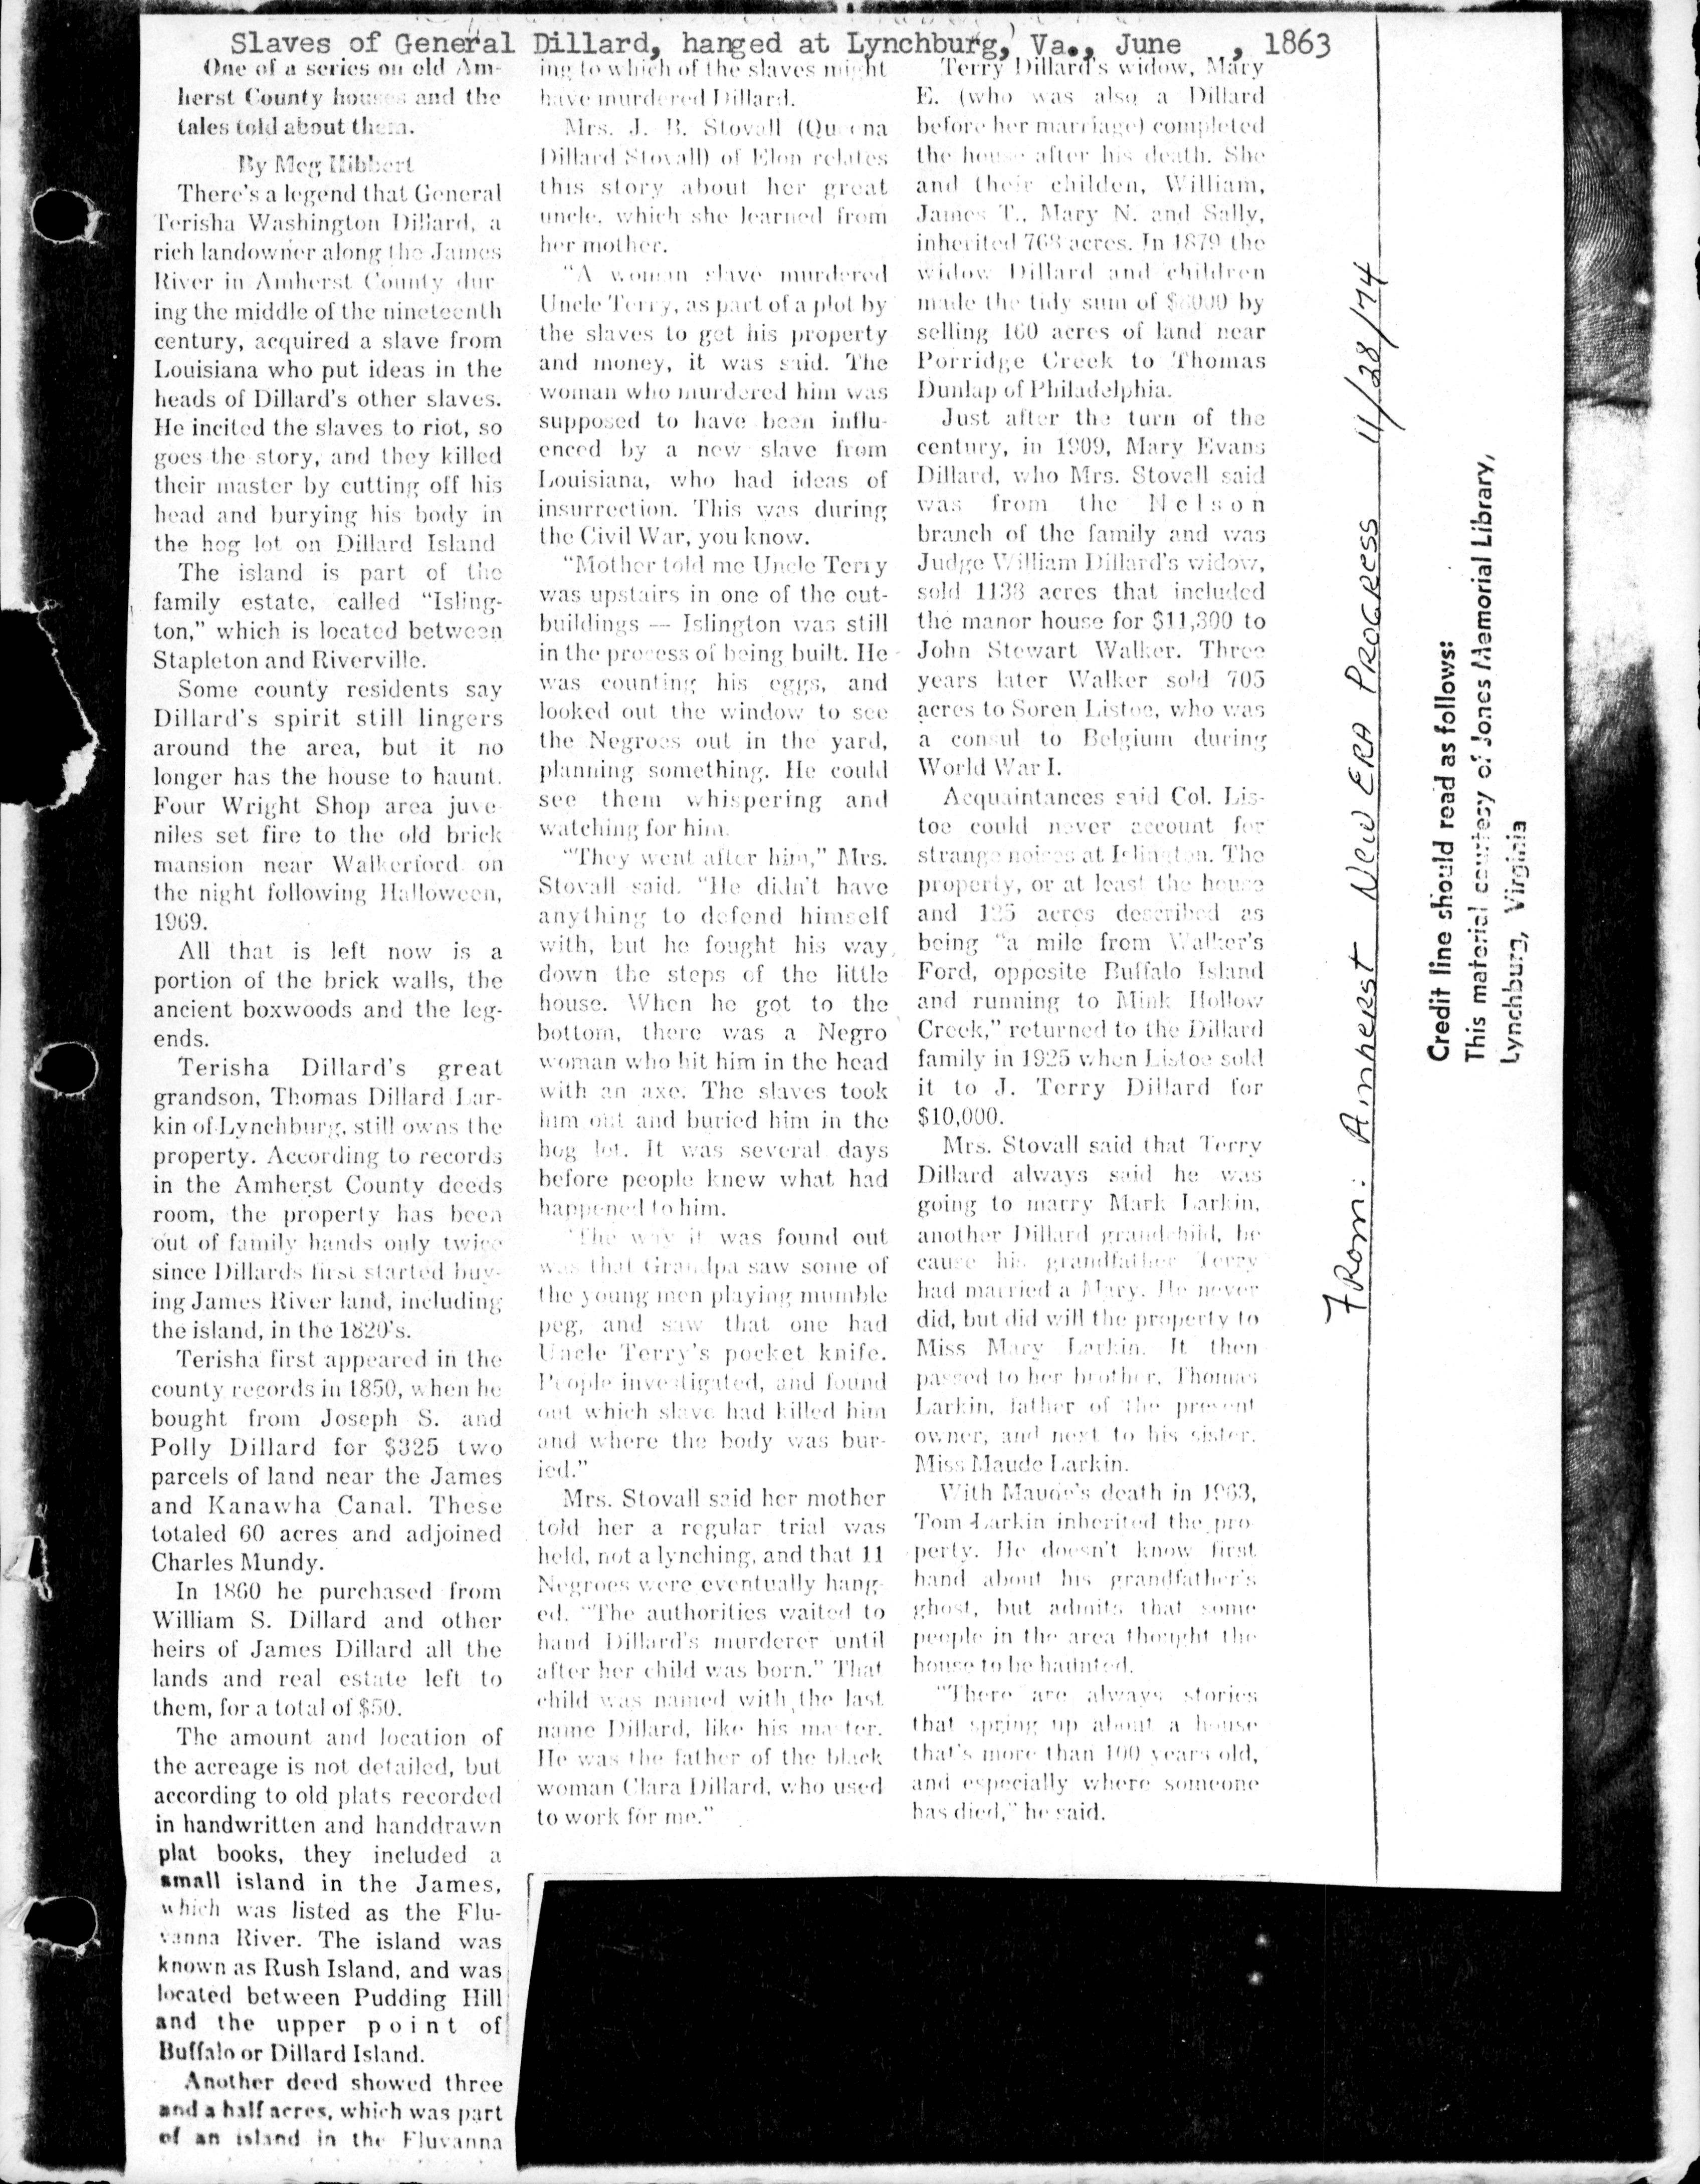 Slaves of General Dillard, hanged at Lynchburg, Va., June , 1863
One of a series on old Am-
herst County houses and the
tales told about them.
By Meg Hibbert
There's a legend that General
Terisha Washington Dillard, a
rich landowner along the James
River in Amherst County dur
ing the middle of the nineteenth
century, acquired a slave from
Louisiana who put ideas in the
heads of Dillard's other slaves.
He incited the slaves to riot, so
goes the story, and they killed
their master by cutting off his
head and burying his body in
the hog lot on Dillard Island
The island is part of the
family estate, called "Isling-
ton," which is located between
Stapleton and Riverville.
Some county residents say
Dillard's spirit still lingers
around the area, but it no
longer has the house to haunt.
Four Wright Shop area juve-
niles set fire to the old brick
mansion near Walkerford on
the night following Halloween,
1969.
All that is left now is a
portion of the brick walls, the
ancient boxwoods and the leg-
ends.
Terisha Dillard's great
grandson, Thomas Dillard Lar-
kin of Lynchburg, still owns the
property. According to records
in the Amherst County deeds
room, the property has been
out of family hands only twice
since Dillards first started buy-
ing James River land, including
the island, in the 1820's.
Terisha first appeared in the
county records in 1850, when he
bought from Joseph S. and
Polly Dillard for $325 two
parcels of land near the James
and Kanawha Canal. These
totaled 60 acres and adjoined
Charles Mundy.
In 1860 he purchased from
William S. Dillard and other
heirs of James Dillard all the
lands and real estate left to
them, for a total of $50.
The amount and location of
the acreage is not detailed, but
according to old plats recorded
in handwritten and handdrawn
plat books, they included a
small island in the James,
which was listed as the Flu-
vanna River. The island was
known as Rush Island, and was
located between Pudding Hill
and the upper point of
Buffalo or Dillard Island.
Another deed showed three
and a half acres, which was part
of an island in the Fluvanna
ing to which of the slaves might
have murdered Dillard.
Mrs. J. B. Stovall (Queena
Dillard Stovall) of Elon relates
this story about her great
uncle, which she learned from
her mother.
"A woman slave murdered
Uncle Terry, as part of a plot by
the slaves to get his property
and money, it was said. The
woman who murdered him was
supposed to have been influ-
enced by a new slave from
Louisiana, who had ideas of
insurrection. This was during
the Civil War, you know.
"Mother told me Uncle Terry
was upstairs in one of the out-
buildings — Islington was still
in the process of being built. He
was counting his eggs, and
looked out the window to see
the Negroes out in the yard,
planning something. He could
see them whispering and
watching for him.
"They went after him," Mrs.
Stovall said. "He didn't have
anything to defend himself
with, but he fought his way
down the steps of the little
house. When he got to the
bottom, there was a Negro
woman who hit him in the head
with an axe. The slaves took
him out and buried him in the
hog lot. It was several days
before people knew what had
happened to him.
"The way it was found out
was that Grandpa saw some of
the young men playing mumble
peg, and saw that one had
Uncle Terry's pocket knife.
People investigated, and found
out which slave had killed him
and where the body was bur-
ied."
Mrs. Stovall said her mother
told her a regular trial was
held, not a lynching, and that 11
Negroes were eventually hang-
ed. "The authorities waited to
hand Dillard's murderer until
after her child was born." That
child was named with the last
name Dillard, like his master.
He was the father of the black
woman Clara Dillard, who used
to work for me."
Terry Dillard's widow, Mary
E. (who was also a Dillard
before her marriage) completed
the house after his death. She
and their childen, William,
James T., Mary N. and Sally,
inherited 768 acres. In 1879 the
widow Dillard and children
made the tidy sum of by
selling 160 acres of land near
Porridge Creek to Thomas
Dunlap of Philadelphia.
Just after the turn of the
century, in 1909, Mary Evans
Dillard, who Mrs. Stovall said
was from the Nelson
branch of the family and was
Judge William Dillard's widow,
sold 1138 acres that included
the manor house for $11,300 to
John Stewart Walker. Three
years later Walker sold 705
acres to Soren Listoe, who was
a consul to Belgium during
World War I.
Acquaintances said Col. Lis-
toe could never account for
strange noises at Islington. The
property, or at least the house
and 125 acres described as
being "a mile from Walker's
Ford, opposite Buffalo Island
and running to Mink Hollow
Creek," returned to the Dillard
family in 1925 when Listoe sold
it to J. Terry Dillard for
$10,000.
Mrs. Stovall said that Terry
Dillard always said he was
going to marry Mark Larkin,
another Dillard grandchild, be
cause his grandfather Terry
had married a Mary. He never
did, but did will the property to
Miss Mary Larkin. It then
passed to her brother, Thomas
Larkin, father of the present
owner, and next to his sister,
Miss Maude Larkin.
With Maude's death in 1963,
Tom Larkin inherited the pro-
perty. He doesn't know first
hand about his grandfather's
ghost, but admits that some
people in the area thought the
house to be haunted.
"There are always stories
that spring up about a house
that's more than 100 years old,
and especially where someone
has died," he said.
From: Amherst New ERA PROGRESS 11/28/74
Credit line should read as follows:
This material courtesy of Jones Memorial Library,
Lynchburg, Virginia